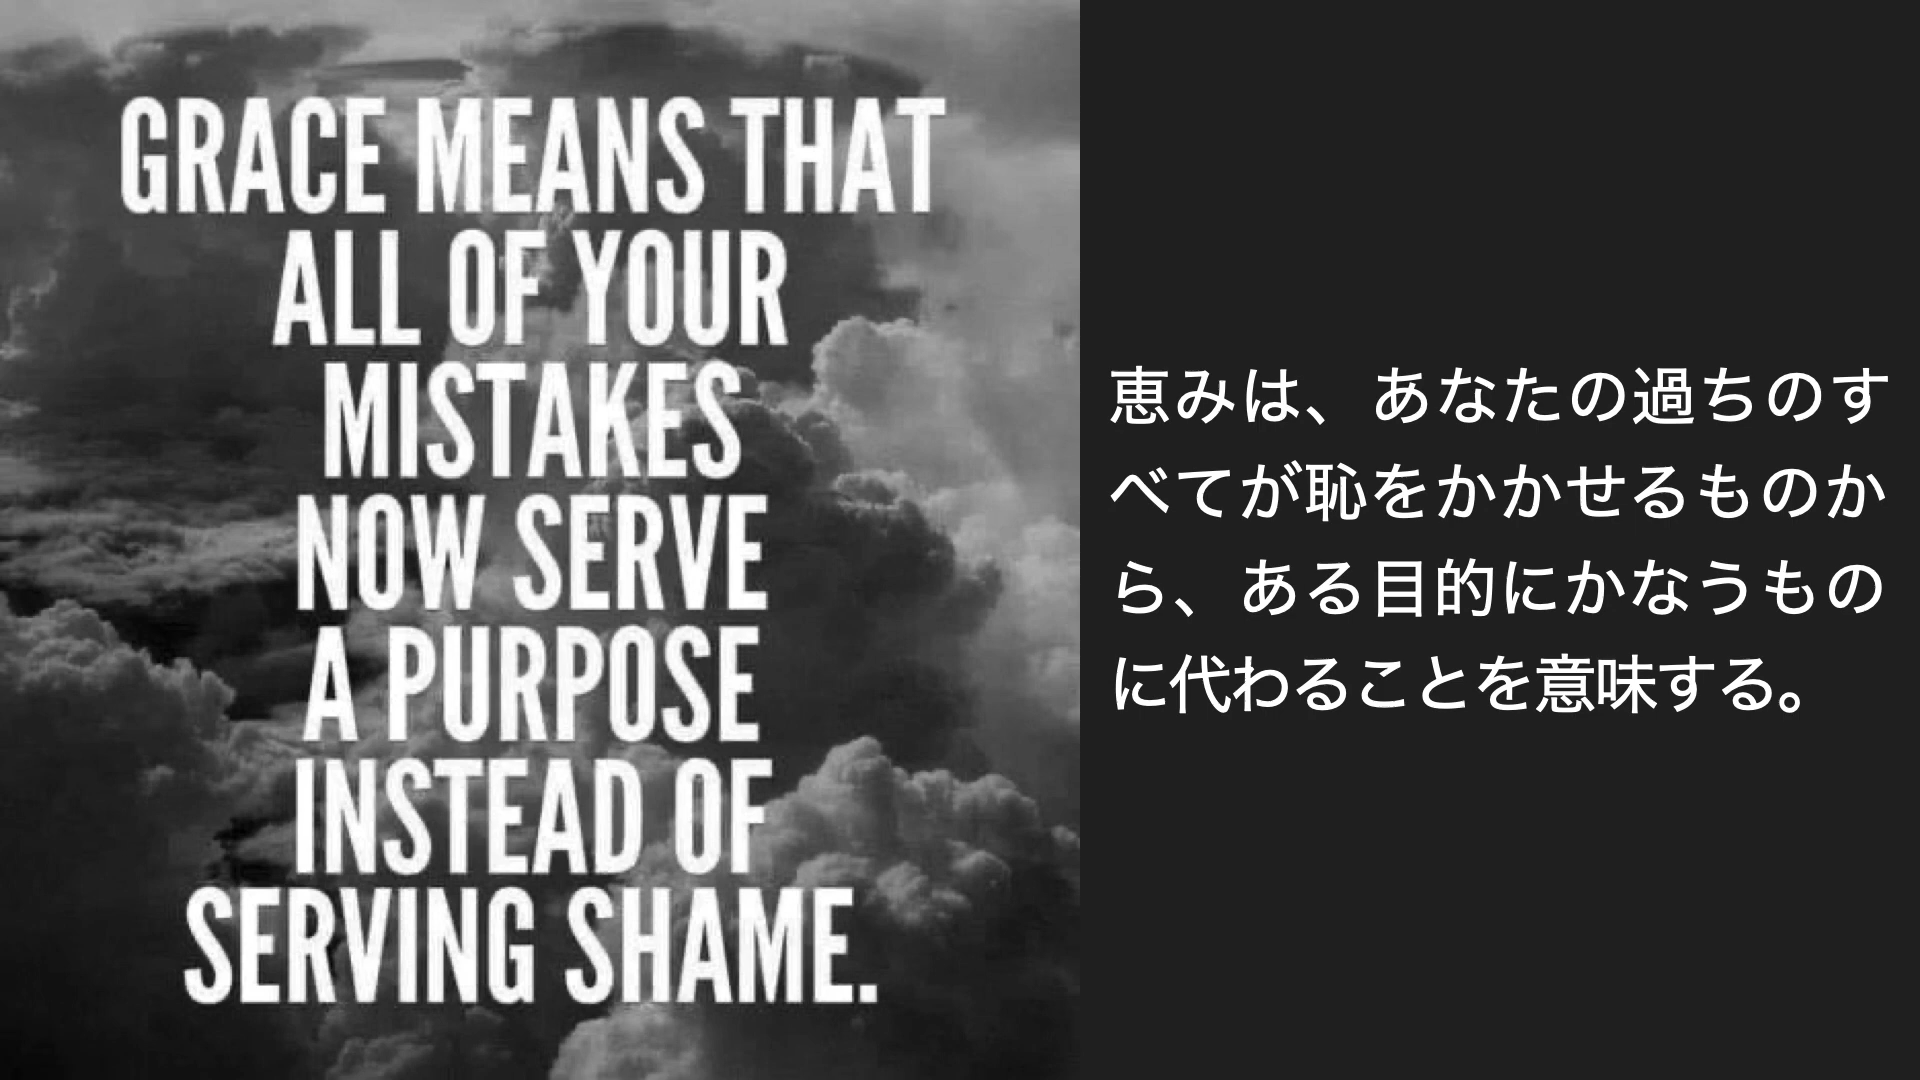 GRACE MEANS THAT
ALL OF YOUR
MISTAKES
NOW SERVE
A PURPOSE
INSTEAD OF
SERVING SHAME.
恵みは、あなたの過ちのす
べてが恥をかかせるものか
ら、ある目的にかなうもの
に代わることを意味する。